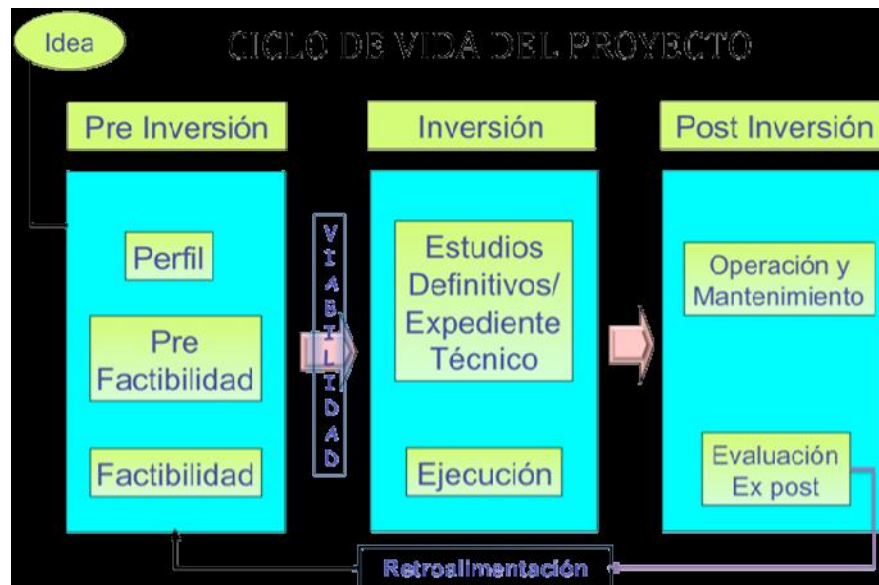 Idea
CICLO DE VIDA DEL PROYECTO
Pre Inversión
Inversión
Post Inversión
Perfil
Pre
Factibilidad
Factibilidad
VIABILIDAD
Estudios
Definitivos/
Expediente
Técnico
Ejecución
Operación y
Mantenimiento
Evaluación
Ex post
Retroalimentación